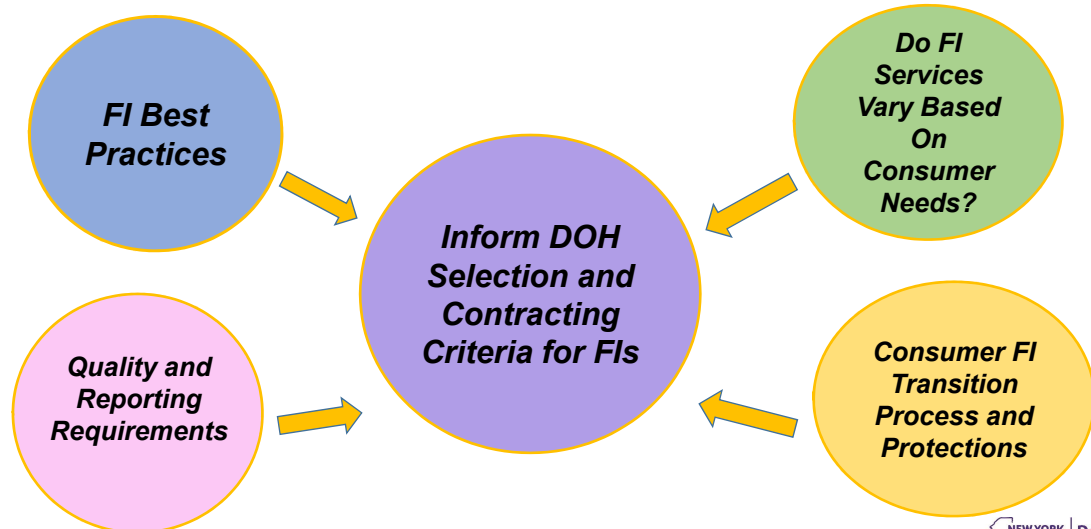 FI Best
Practices
Do FI
Services
Vary Based
On
Consumer
Needs?
Inform DOH
Selection and
Contracting
Criteria for FIs
Quality and
Reporting
Requirements
Consumer FI
Transition
Process and
Protections
NEW YORK